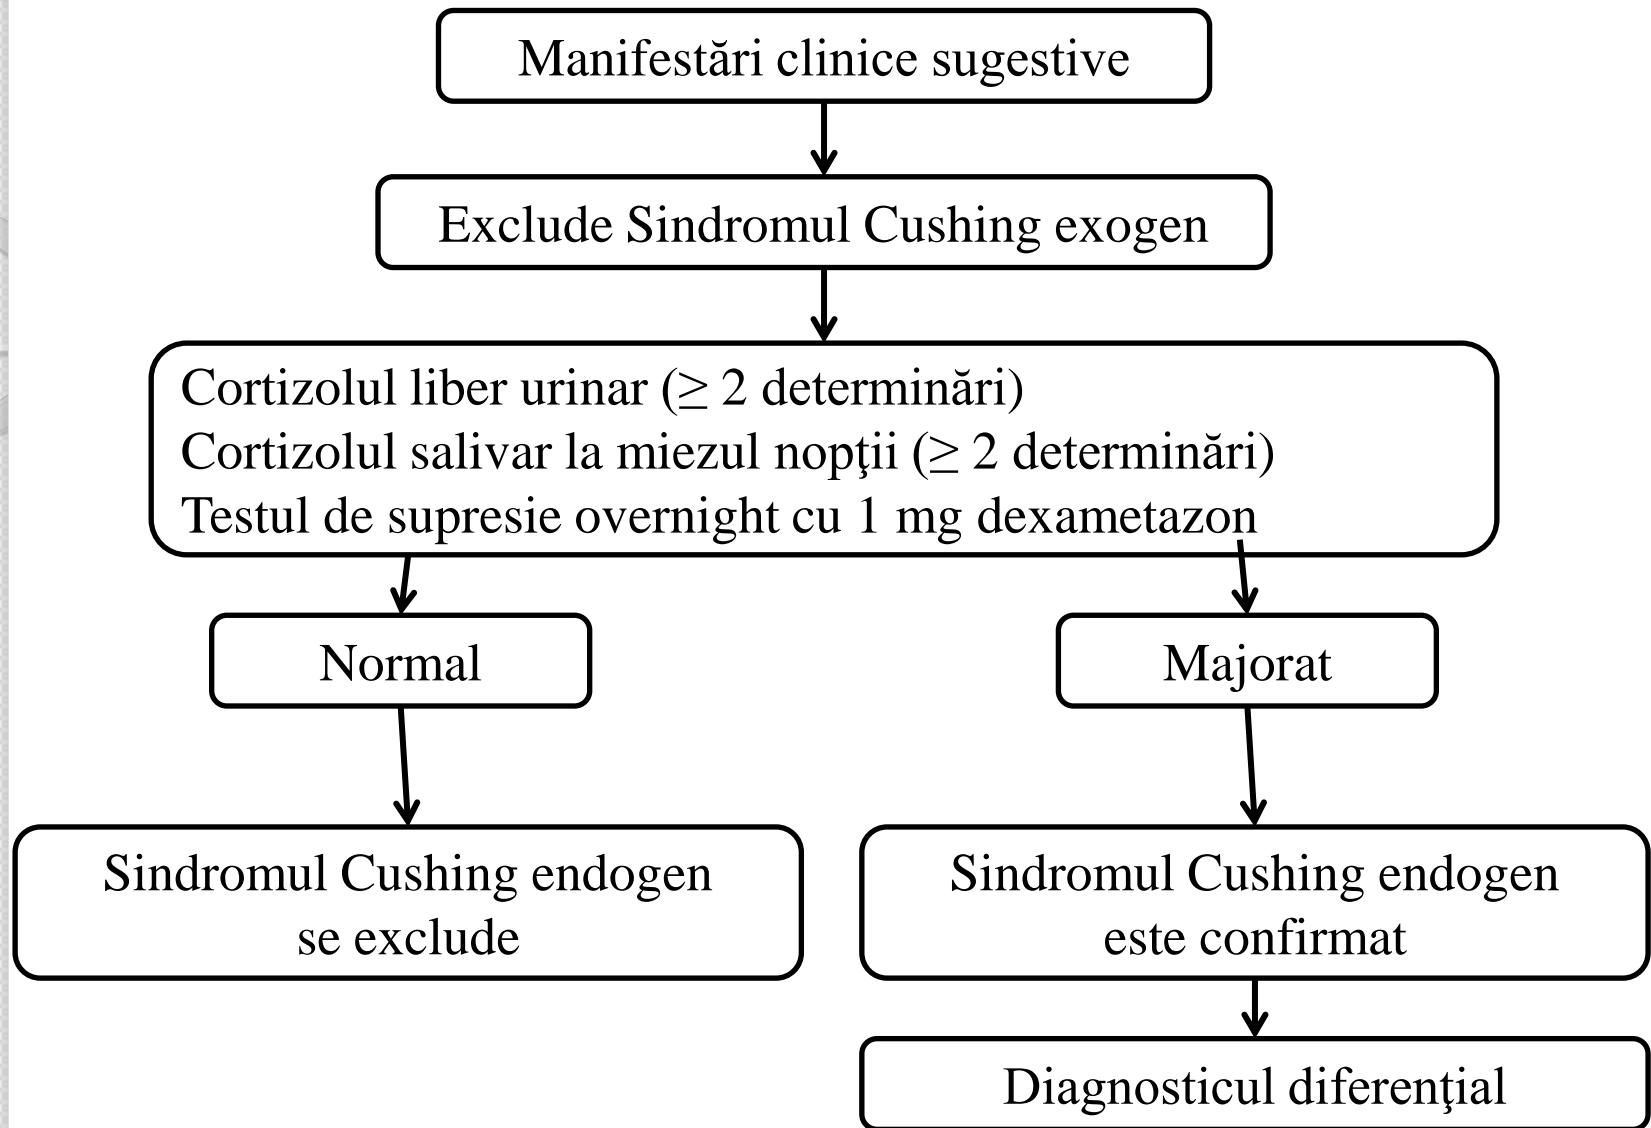 Manifestări clinice sugestive
Exclude Sindromul Cushing exogen
Cortizolul liber urinar (≥ 2 determinări)
Cortizolul salivar la miezul nopţii (≥ 2 determinări)
Testul de supresie overnight cu 1 mg dexametazon
Normal
Majorat
Sindromul Cushing endogen
se exclude
Sindromul Cushing endogen
este confirmat
Diagnosticul diferenţial